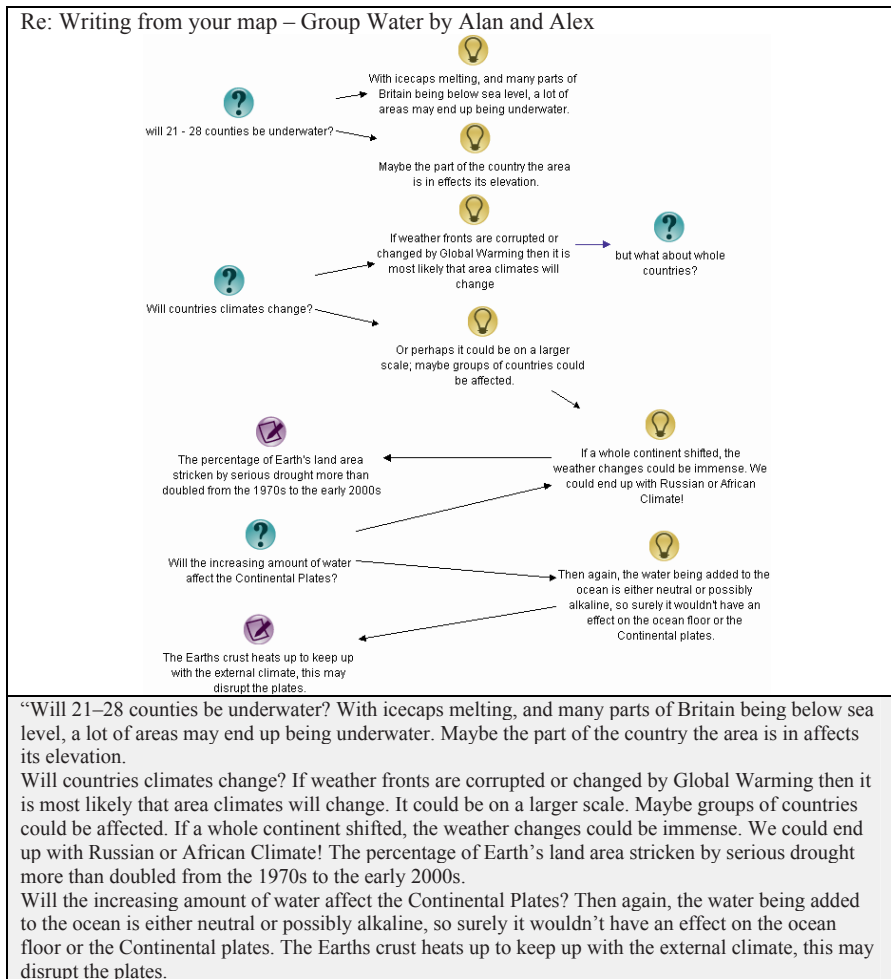 Re: Writing from your map – Group Water by Alan and Alex
With icecaps melting, and many parts of
Britain being below sea level, a lot of
areas may end up being underwater.
will 21 - 28 counties be underwater?
Maybe the part of the country the area
is in effects its elevation.
If weather fronts are corrupted or
changed by Global Warming then it is
most likely that area climates will
change
but what about whole
countries?
Will countries climates change?
Or perhaps it could be on a larger
scale; maybe groups of countries could
be affected.
If a whole continent shifted, the
weather changes could be immense. We
could end up with Russian or African
Climate!
The percentage of Earth's land area
stricken by serious drought more than
doubled from the 1970s to the early 2000s
Will the increasing amount of water
affect the Continental Plates?
Then again, the water being added to the
ocean is either neutral or possibly
alkaline, so surely it wouldn't have an
effect on the ocean floor or the
Continental plates.
The Earths crust heats up to keep up
with the external climate, this may
disrupt the plates.
“Will 21–28 counties be underwater? With icecaps melting, and many parts of Britain being below sea
level, a lot of areas may end up being underwater. Maybe the part of the country the area is in affects
its elevation.
Will countries climates change? If weather fronts are corrupted or changed by Global Warming then it
is most likely that area climates will change. It could be on a larger scale. Maybe groups of countries
could be affected. If a whole continent shifted, the weather changes could be immense. We could end
up with Russian or African Climate! The percentage of Earth’s land area stricken by serious drought
more than doubled from the 1970s to the early 2000s.
Will the increasing amount of water affect the Continental Plates? Then again, the water being added
to the ocean is either neutral or possibly alkaline, so surely it wouldn’t have an effect on the ocean
floor or the Continental plates. The Earths crust heats up to keep up with the external climate, this may
disrupt the plates.